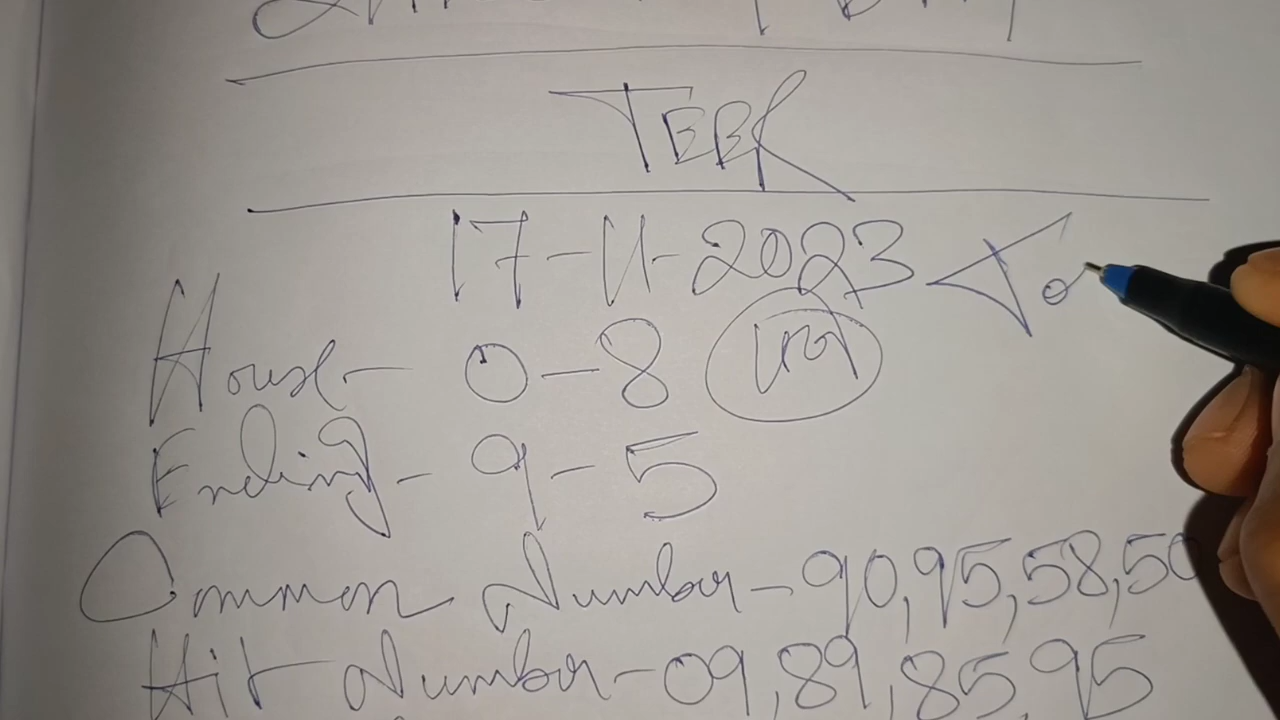 TEER
17-11-2023
House- 0-8
Ending- 9-5
Common Number-90,95,58,50
Hit Number-09,89,85,95